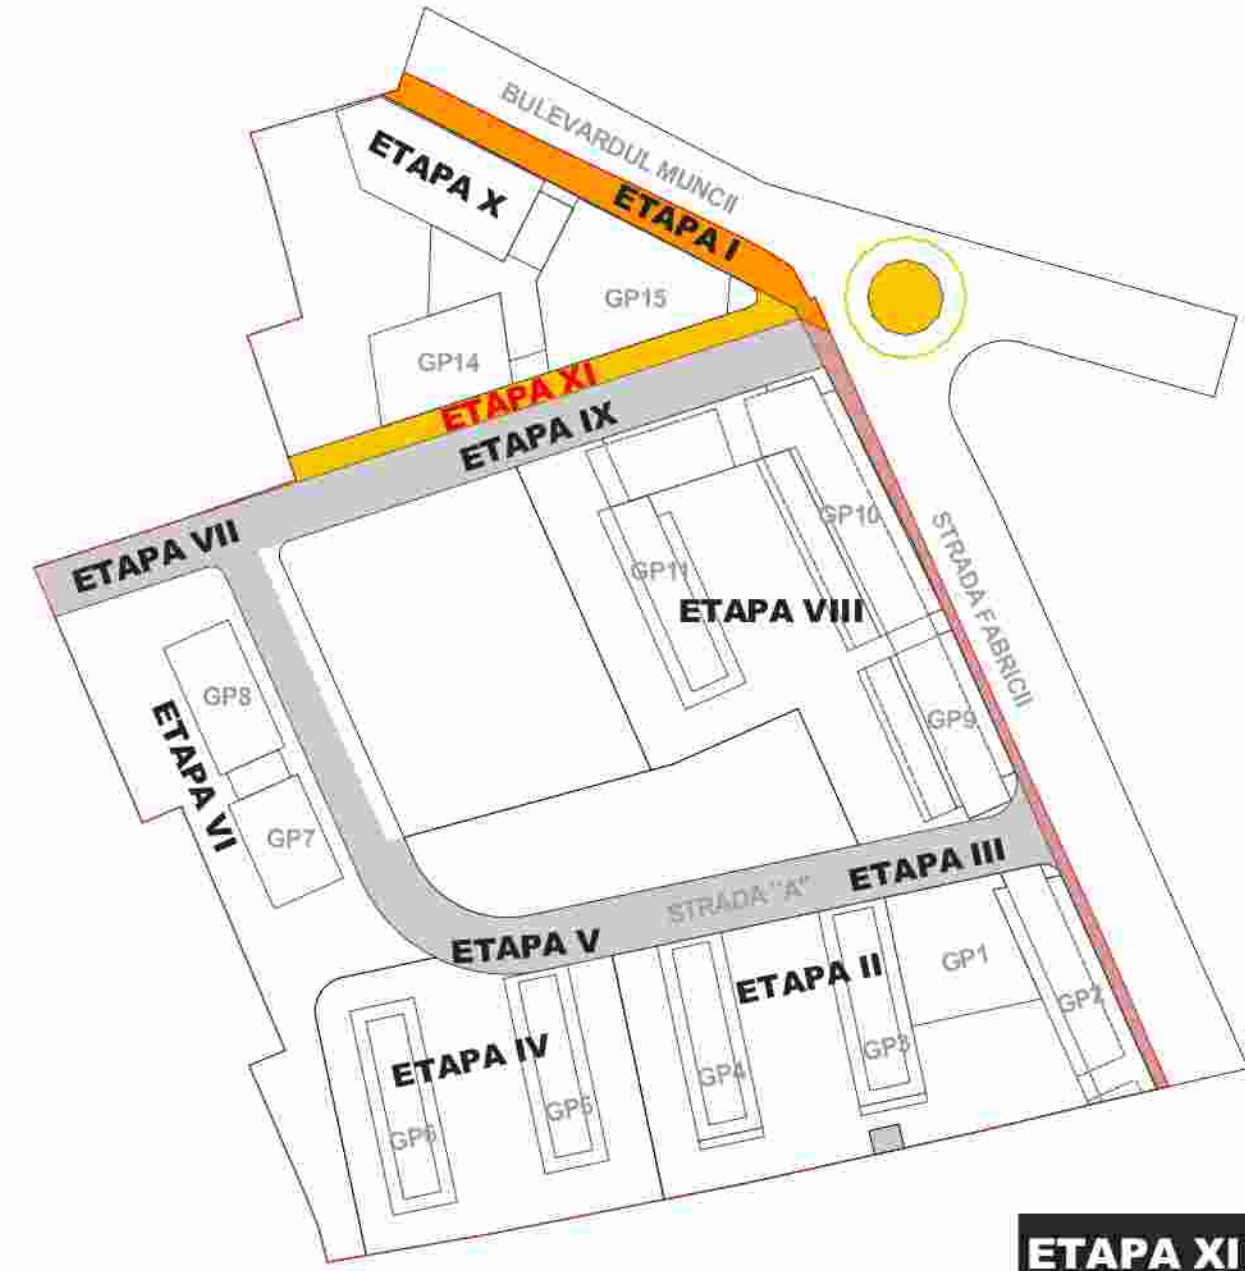 BULEVARDUL MUNCII
ETAPA X
ETAPA I
GP15
GP14
ETAPA XI
ETAPA IX
ETAPA VII
GP10
STRADA FABRICII
GP11
ETAPA VIII
GP8
GP9
ETAPA VI
GP7
ETAPA III
STRADA "A"
ETAPA V
ETAPA II
GP1
GP2
ETAPA IV
GP3
GP4
GP5
GP6
ETAPA XI